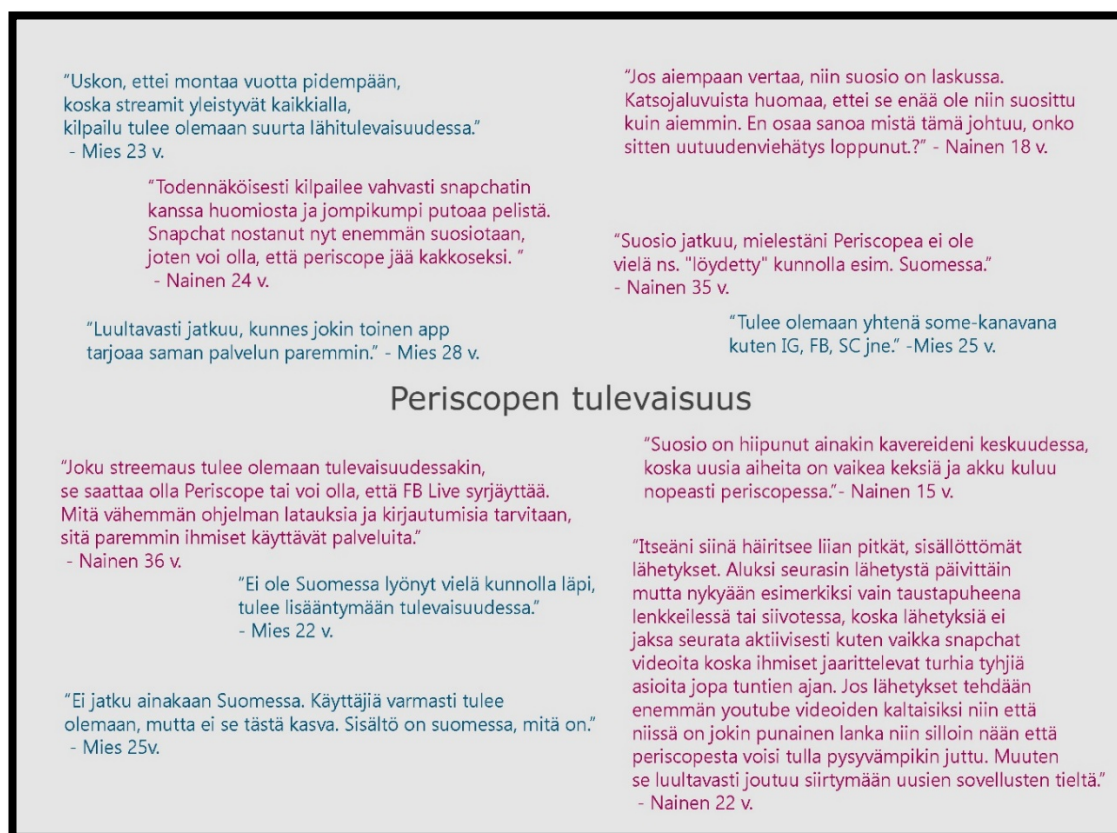 "Uskon, ettei montaa vuotta pidempään,
koska streamit yleistyvät kaikkialla,
kilpailu tulee olemaan suurta lähitulevaisuudessa."
- Mies 23 v.
"Jos aiempaan vertaa, niin suosio on laskussa.
Katsojaluvuista huomaa, ettei se enää ole niin suosittu
kuin aiemmin. En osaa sanoa mistä tämä johtuu, onko
sitten uutuudenviehätys loppunut.?" - Nainen 18 v.
"Todennäköisesti kilpailee vahvasti snapchatin
kanssa huomiosta ja jompikumpi putoaa pelistä.
Snapchat nostanut nyt enemmän suosiotaan,
joten voi olla, että periscope jää kakkoseksi. "
- Nainen 24 v.
"Suosio jatkuu, mielestäni Periscopea ei ole
vielä ns. "löydetty" kunnolla esim. Suomessa."
- Nainen 35 v.
"Luultavasti jatkuu, kunnes jokin toinen app
tarjoaa saman palvelun paremmin." - Mies 28 v.
"Tulee olemaan yhtenä some-kanavana
kuten IG, FB, SC jne." -Mies 25 v.
Periscopen tulevaisuus
"Joku streemaus tulee olemaan tulevaisuudessakin,
se saattaa olla Periscope tai voi olla, että FB Live syrjäyttää.
Mitä vähemmän ohjelman latauksia ja kirjautumisia tarvitaan,
sitä paremmin ihmiset käyttävät palveluita."
- Nainen 36 v.
"Suosio on hiipunut ainakin kavereideni keskuudessa,
koska uusia aiheita on vaikea keksiä ja akku kuluu
nopeasti periscopessa."- Nainen 15 v.
"Ei ole Suomessa lyönyt vielä kunnolla läpi,
tulee lisääntymään tulevaisuudessa."
- Mies 22 v.
"Itseäni siinä häiritsee liian pitkät, sisällöttömät
lähetykset. Aluksi seurasin lähetystä päivittäin
mutta nykyään esimerkiksi vain taustapuheena
lenkkeilessä tai siivotessa, koska lähetyksiä ei
jaksa seurata aktiivisesti kuten vaikka snapchat
videoita koska ihmiset jaarittelevat turhia tyhjiä
asioita jopa tuntien ajan. Jos lähetykset tehdään
enemmän youtube videoiden kaltaisiksi niin että
niissä on jokin punainen lanka niin silloin nään että
periscopesta voisi tulla pysyvämpikin juttu. Muuten
se luultavasti joutuu siirtymään uusien sovellusten tieltä."
- Nainen 22 v.
"Ei jatku ainakaan Suomessa. Käyttäjiä varmasti tulee
olemaan, mutta ei se tästä kasva. Sisältö on suomessa, mitä on."
- Mies 25v.